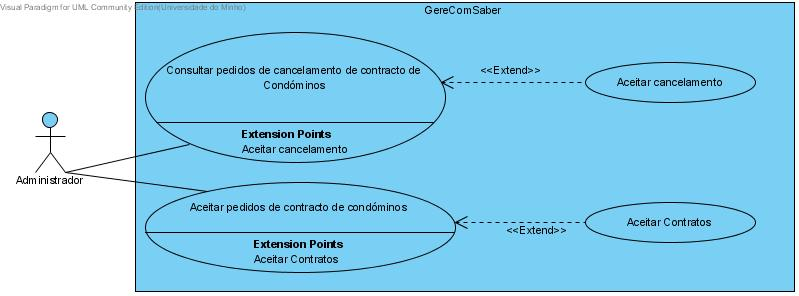 Visual Paradigm for UML Community Edition(Universidade do Minho)
GereComSaber
Consultar pedidos de cancelamento de contracto de
Condóminos
Extension Points
Aceitar cancelamento
<<Extend>>
Aceitar cancelamento
Administrador
Aceitar pedidos de contracto de condóminos
Extension Points
Aceitar Contratos
<<Extend>>
Aceitar Contratos